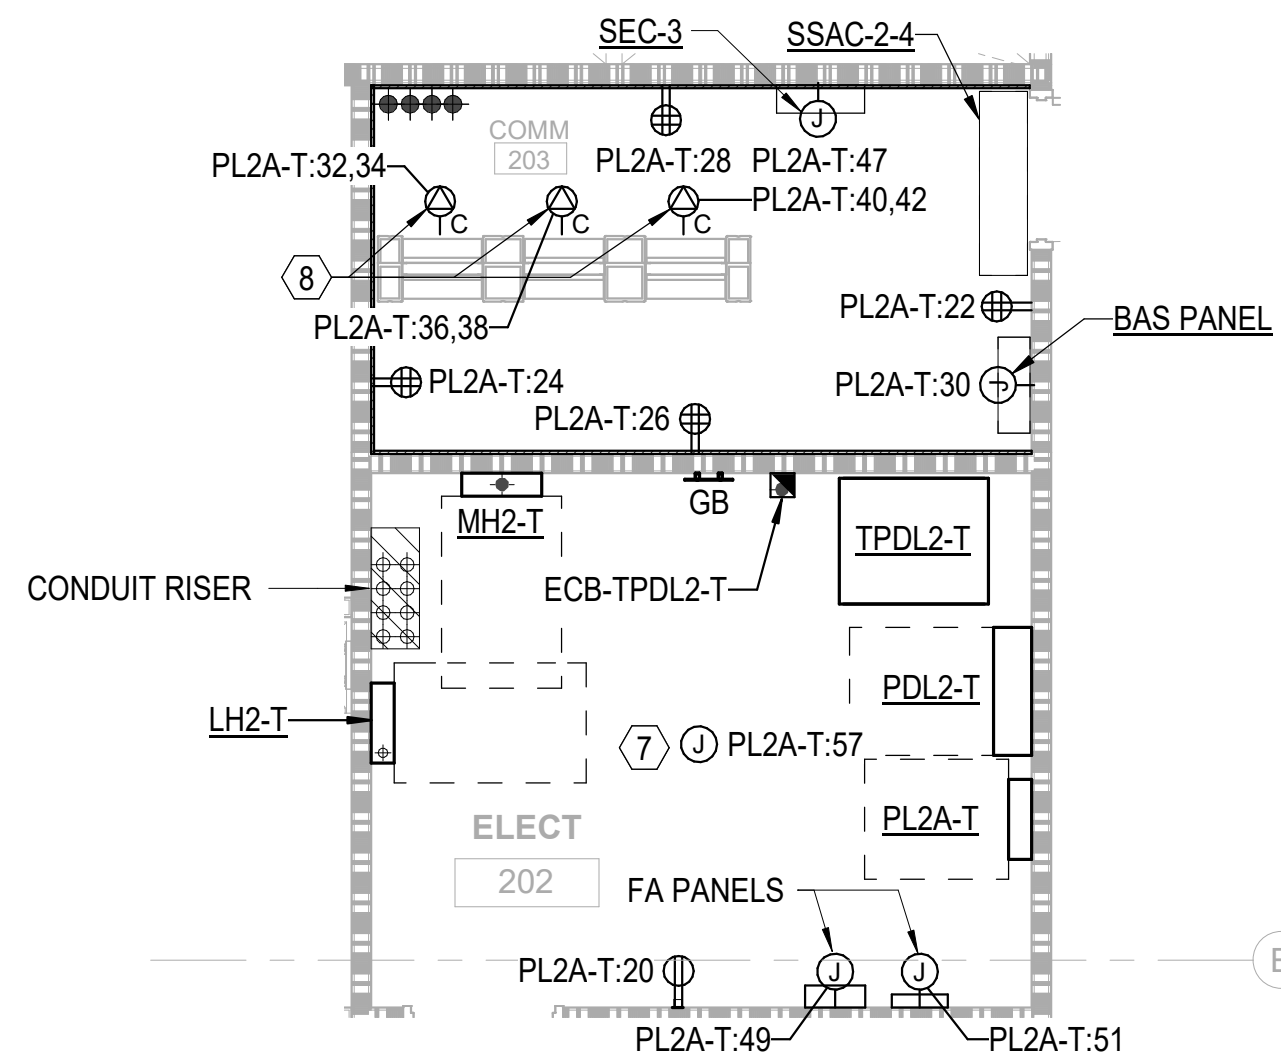 SEC-3
SSAC-2-4
COMM
203
PL2A-T:28
PL2A-T:47
J
PL2A-T:32,34
PL2A-T:40,42
C
C
C
8
PL2A-T:36,38
PL2A-T:22
BAS PANEL
PL2A-T:24
PL2A-T:30
J
PL2A-T:26
MH2-T
GB
TPDL2-T
CONDUIT RISER
ECB-TPDL2-T
PDL2-T
LH2-T
7
J
PL2A-T:57
PL2A-T
ELECT
202
FA PANELS
PL2A-T:20
J
J
E
PL2A-T:49
PL2A-T:51